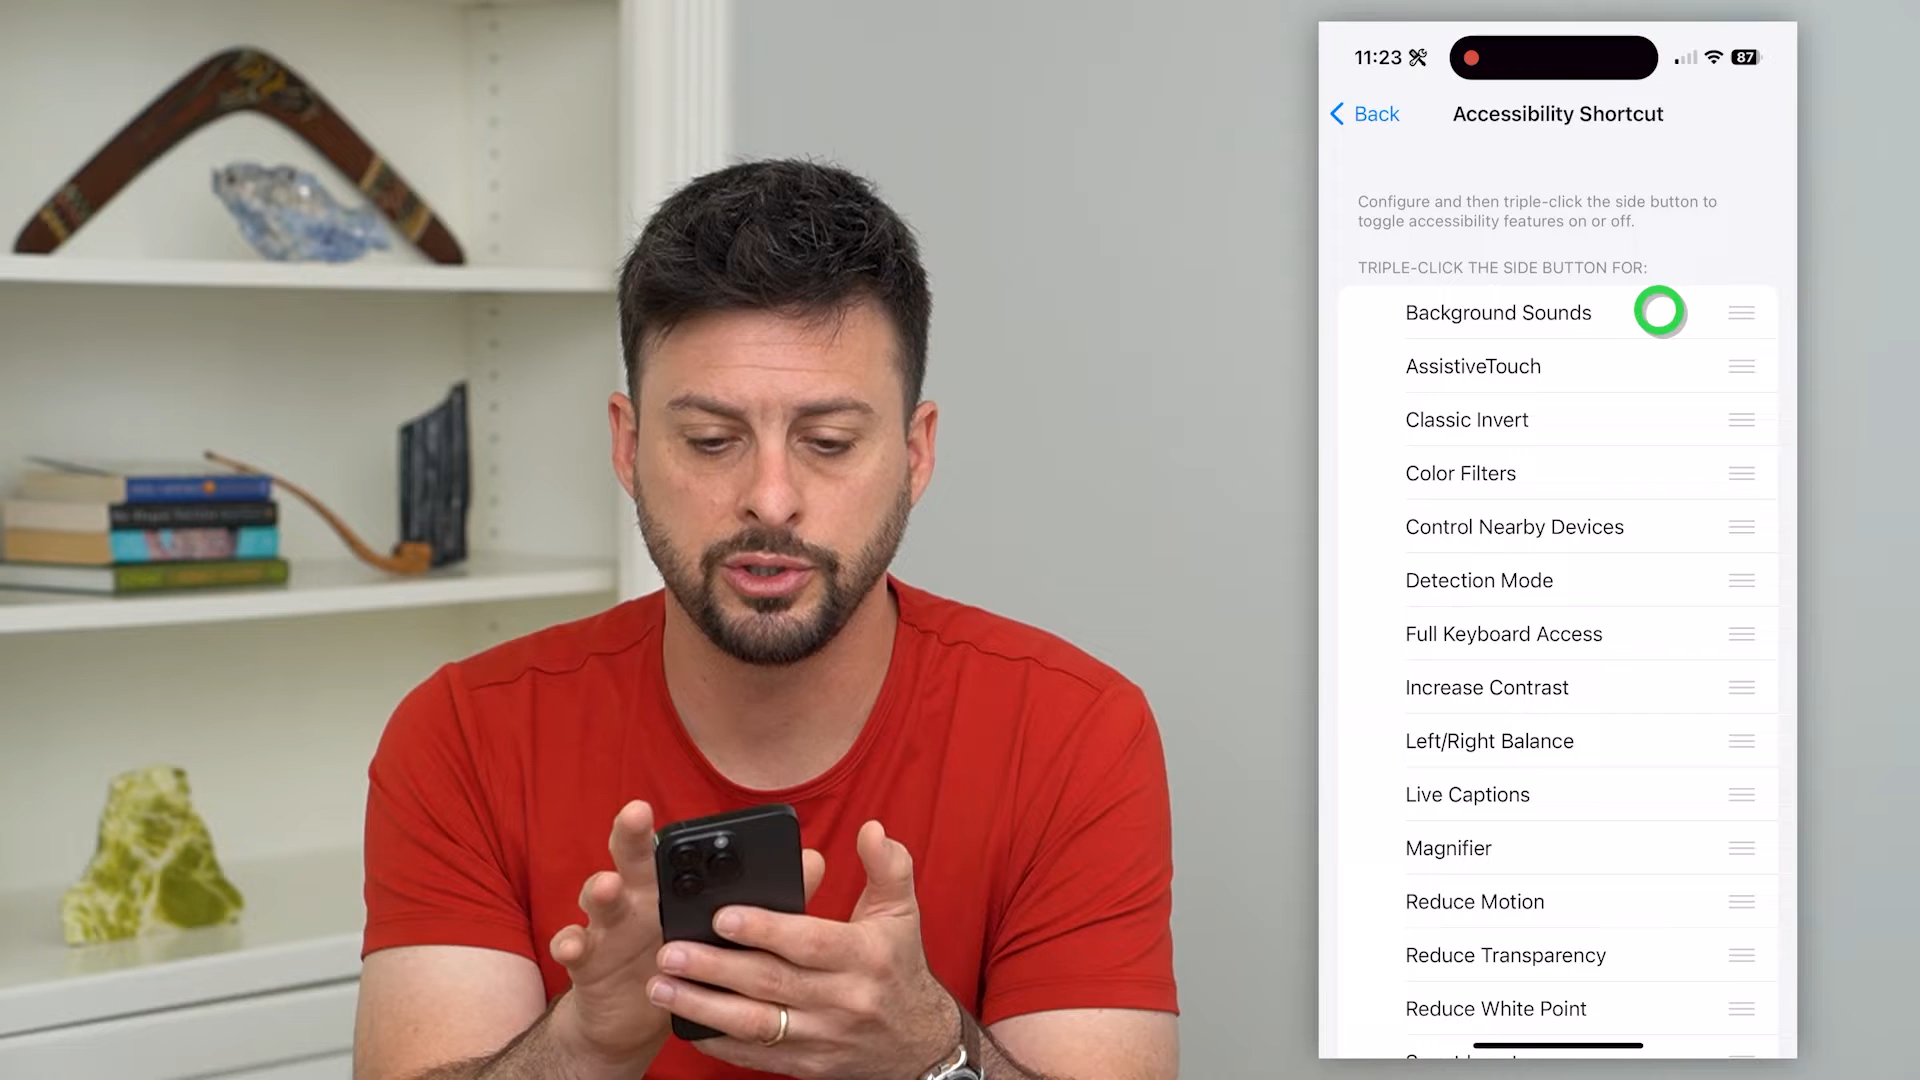 11:23
87
Back
Accessibility Shortcut
Configure and then triple-click the side button to
toggle accessibility features on or off.
TRIPLE-CLICK THE SIDE BUTTON FOR:
Background Sounds
AssistiveTouch
Classic Invert
Color Filters
Control Nearby Devices
Detection Mode
Full Keyboard Access
Increase Contrast
Left/Right Balance
Live Captions
Magnifier
Reduce Motion
Reduce Transparency
Reduce White Point